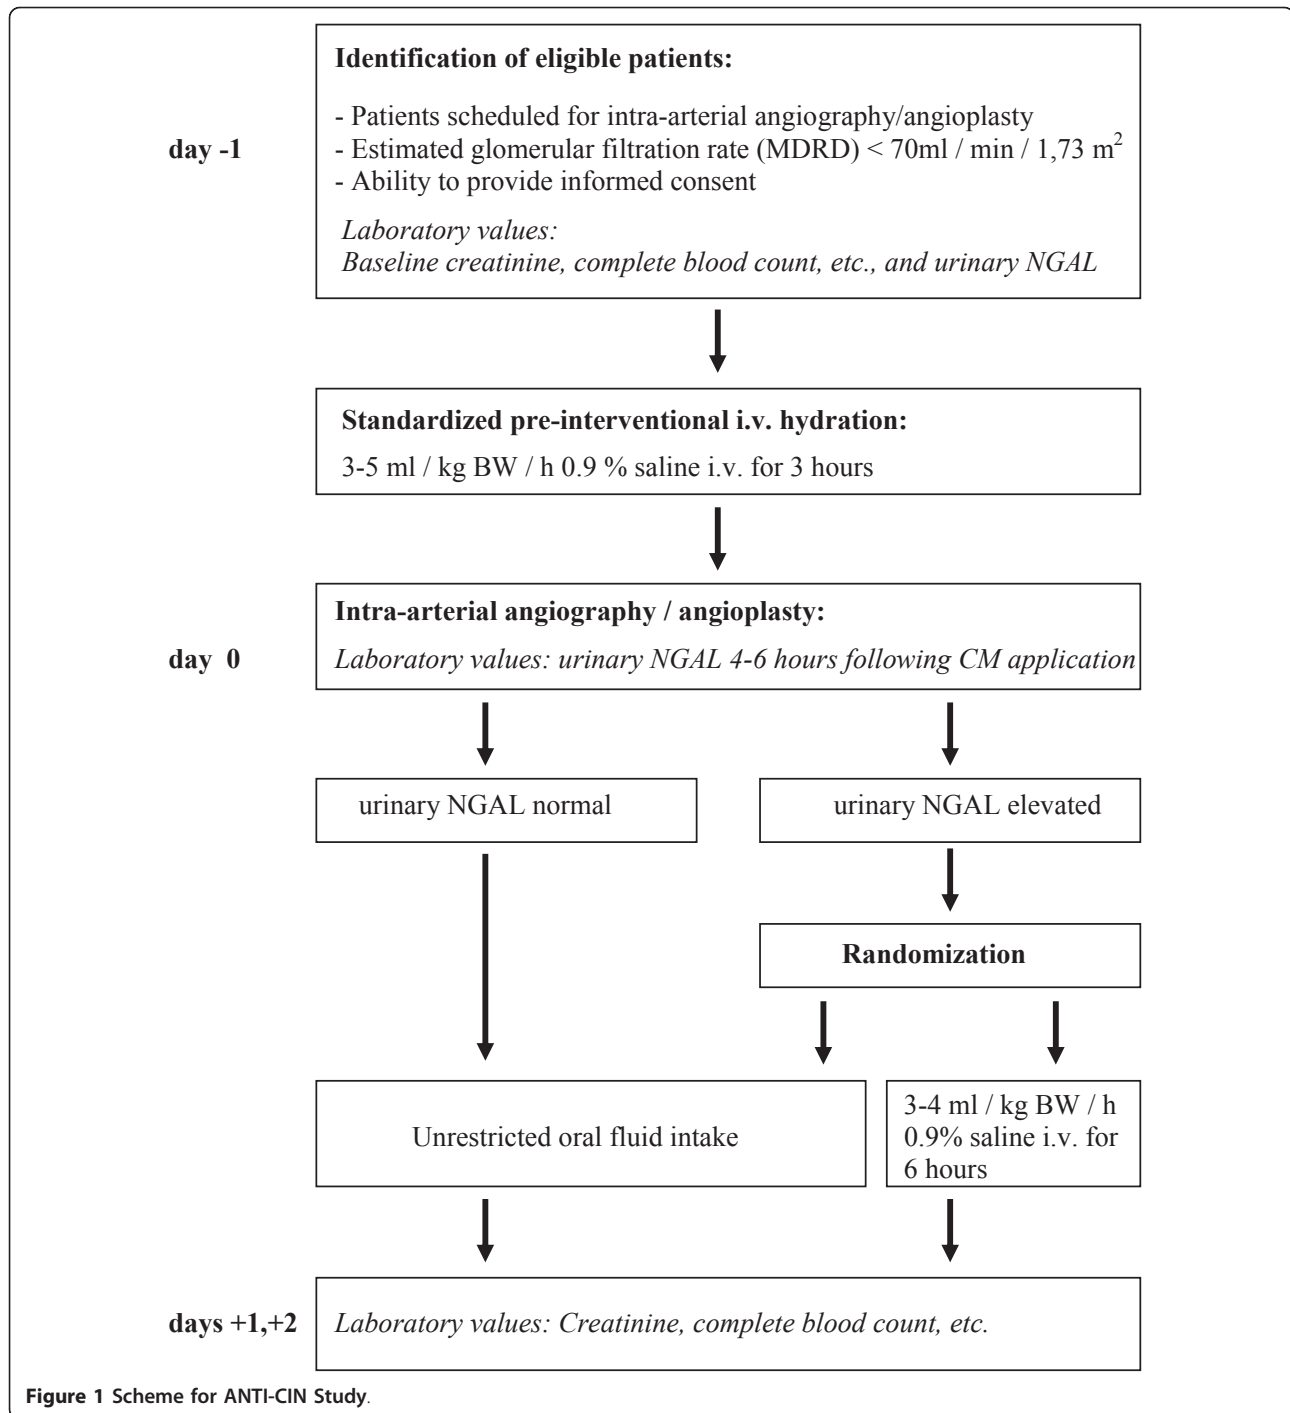 Identification of eligible patients:
- Patients scheduled for intra-arterial angiography/angioplasty
day -1
- Estimated glomerular filtration rate (MDRD) < 70ml / min / 1,73 m²
- Ability to provide informed consent
Laboratory values:
Baseline creatinine, complete blood count, etc., and urinary NGAL
Standardized pre-interventional i.v. hydration:
3-5 ml / kg BW / h 0.9 % saline i.v. for 3 hours
Intra-arterial angiography / angioplasty:
day 0
Laboratory values: urinary NGAL 4-6 hours following CM application
urinary NGAL normal
urinary NGAL elevated
Randomization
Unrestricted oral fluid intake
3-4 ml / kg BW / h
0.9% saline i.v. for
6 hours
days +1,+2
Laboratory values: Creatinine, complete blood count, etc.
Figure 1 Scheme for ANTI-CIN Study.